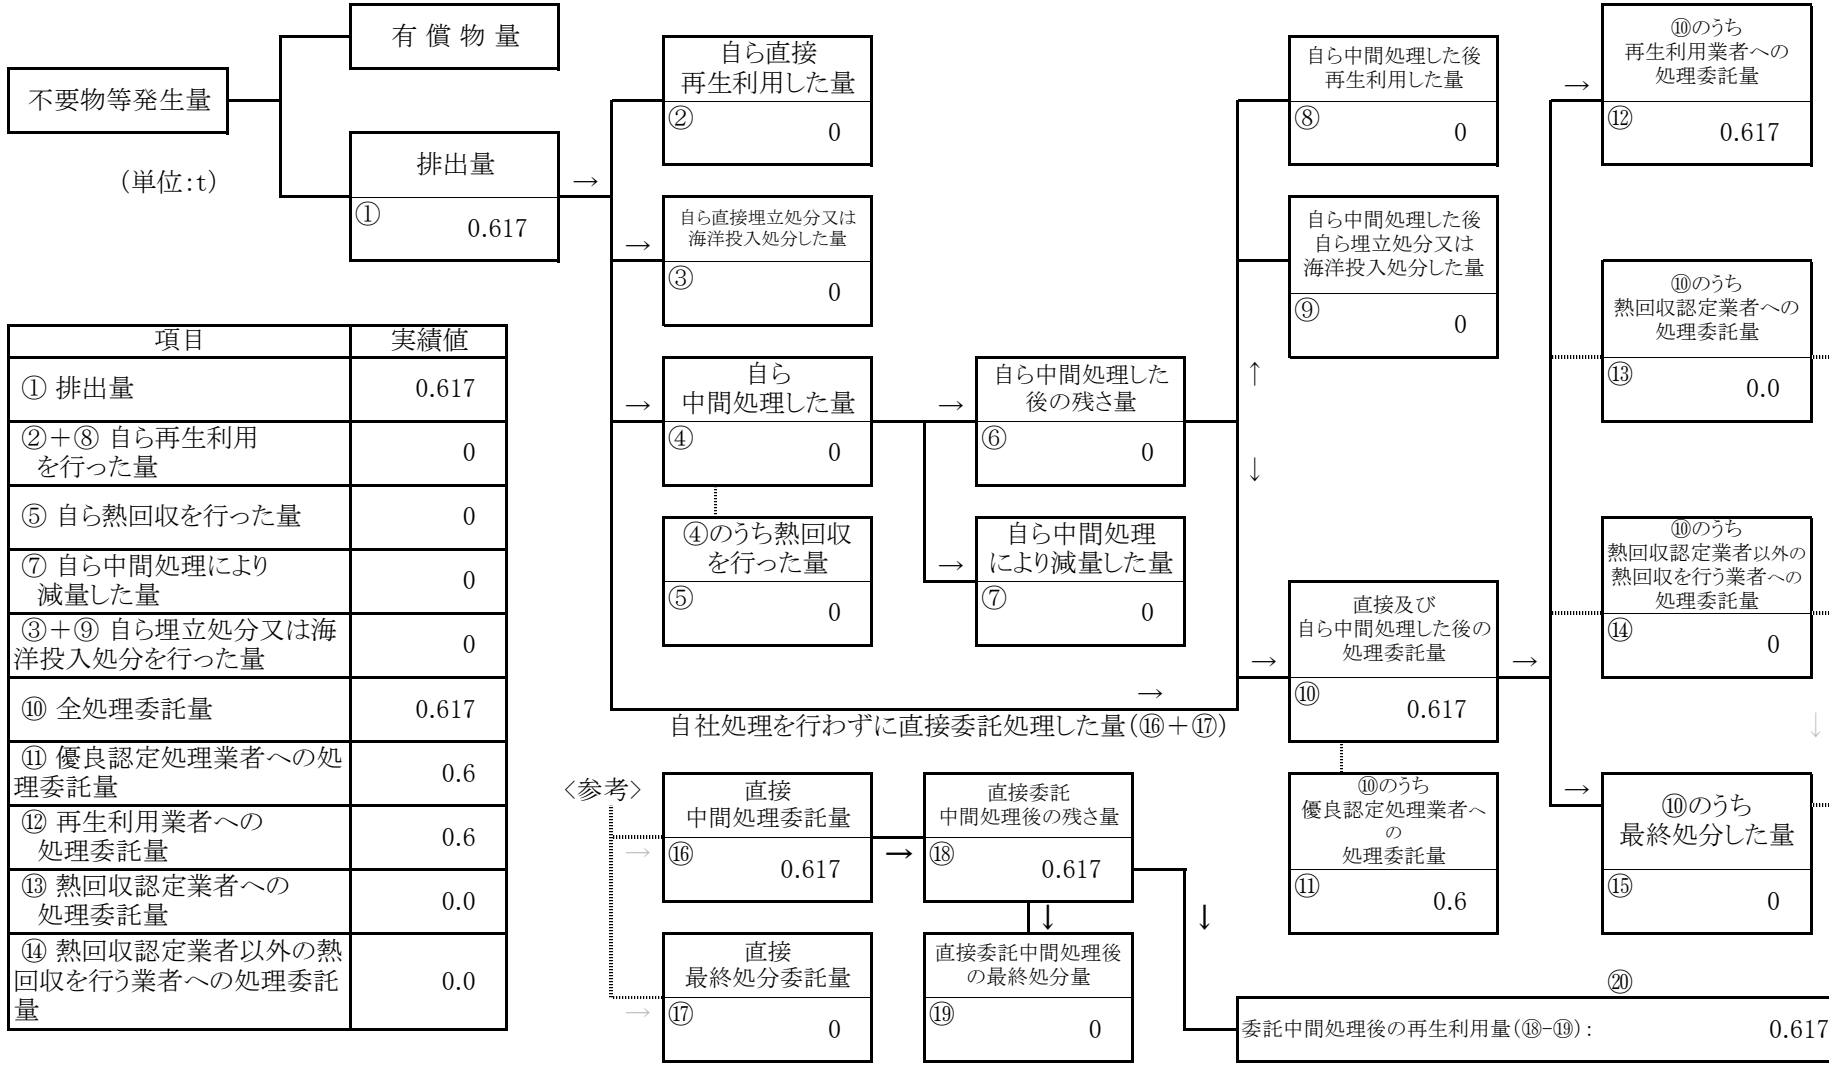 不要物等発生量
有 償 物 量
(単位:t)
排出量
①
0.617
→
自ら直接
再生利用した量
②
0
→
自ら直接埋立処分又は
海洋投入処分した量
③
0
→
自ら
中間処理した量
④
0
④のうち熱回収
を行った量
⑤
0
→
自ら中間処理した
後の残さ量
⑥
0
→
自ら中間処理
により減量した量
⑦
0
自ら中間処理した後
再生利用した量
⑧
0
自ら中間処理した後
自ら埋立処分又は
海洋投入処分した量
⑨
0
↑
↓
→
自社処理を行わずに直接委託処理した量(⑯+⑰)
→
直接及び
自ら中間処理した後の
処理委託量
⑩
0.617
⑩のうち
優良認定処理業者へ
の
処理委託量
⑪
0.6
→
→
⑩のうち
再生利用業者への
処理委託量
⑫
0.617
⑩のうち
熱回収認定業者への
処理委託量
⑬
0.0
⑩のうち
熱回収認定業者以外の
熱回収を行う業者への
処理委託量
⑭
0
↓
→
⑩のうち
最終処分した量
⑮
0
項目 実績値
① 排出量 0.617
②+⑧ 自ら再生利用
を行った量 0
⑤ 自ら熱回収を行った量 0
⑦ 自ら中間処理により
減量した量 0
③+⑨ 自ら埋立処分又は海
洋投入処分を行った量 0
⑩ 全処理委託量 0.617
⑪ 優良認定処理業者への処
理委託量 0.6
⑫ 再生利用業者への
処理委託量 0.6
⑬ 熱回収認定業者への
処理委託量 0.0
⑭ 熱回収認定業者以外の熱
回収を行う業者への処理委託
量 0.0
<参考>
→
直接
中間処理委託量
⑯
0.617
→
直接委託
中間処理後の残さ量
⑱
0.617
↓
↓
→
直接
最終処分委託量
⑰
0
直接委託中間処理後
の最終処分量
⑲
0
⑳
委託中間処理後の再生利用量(⑱-⑲): 0.617